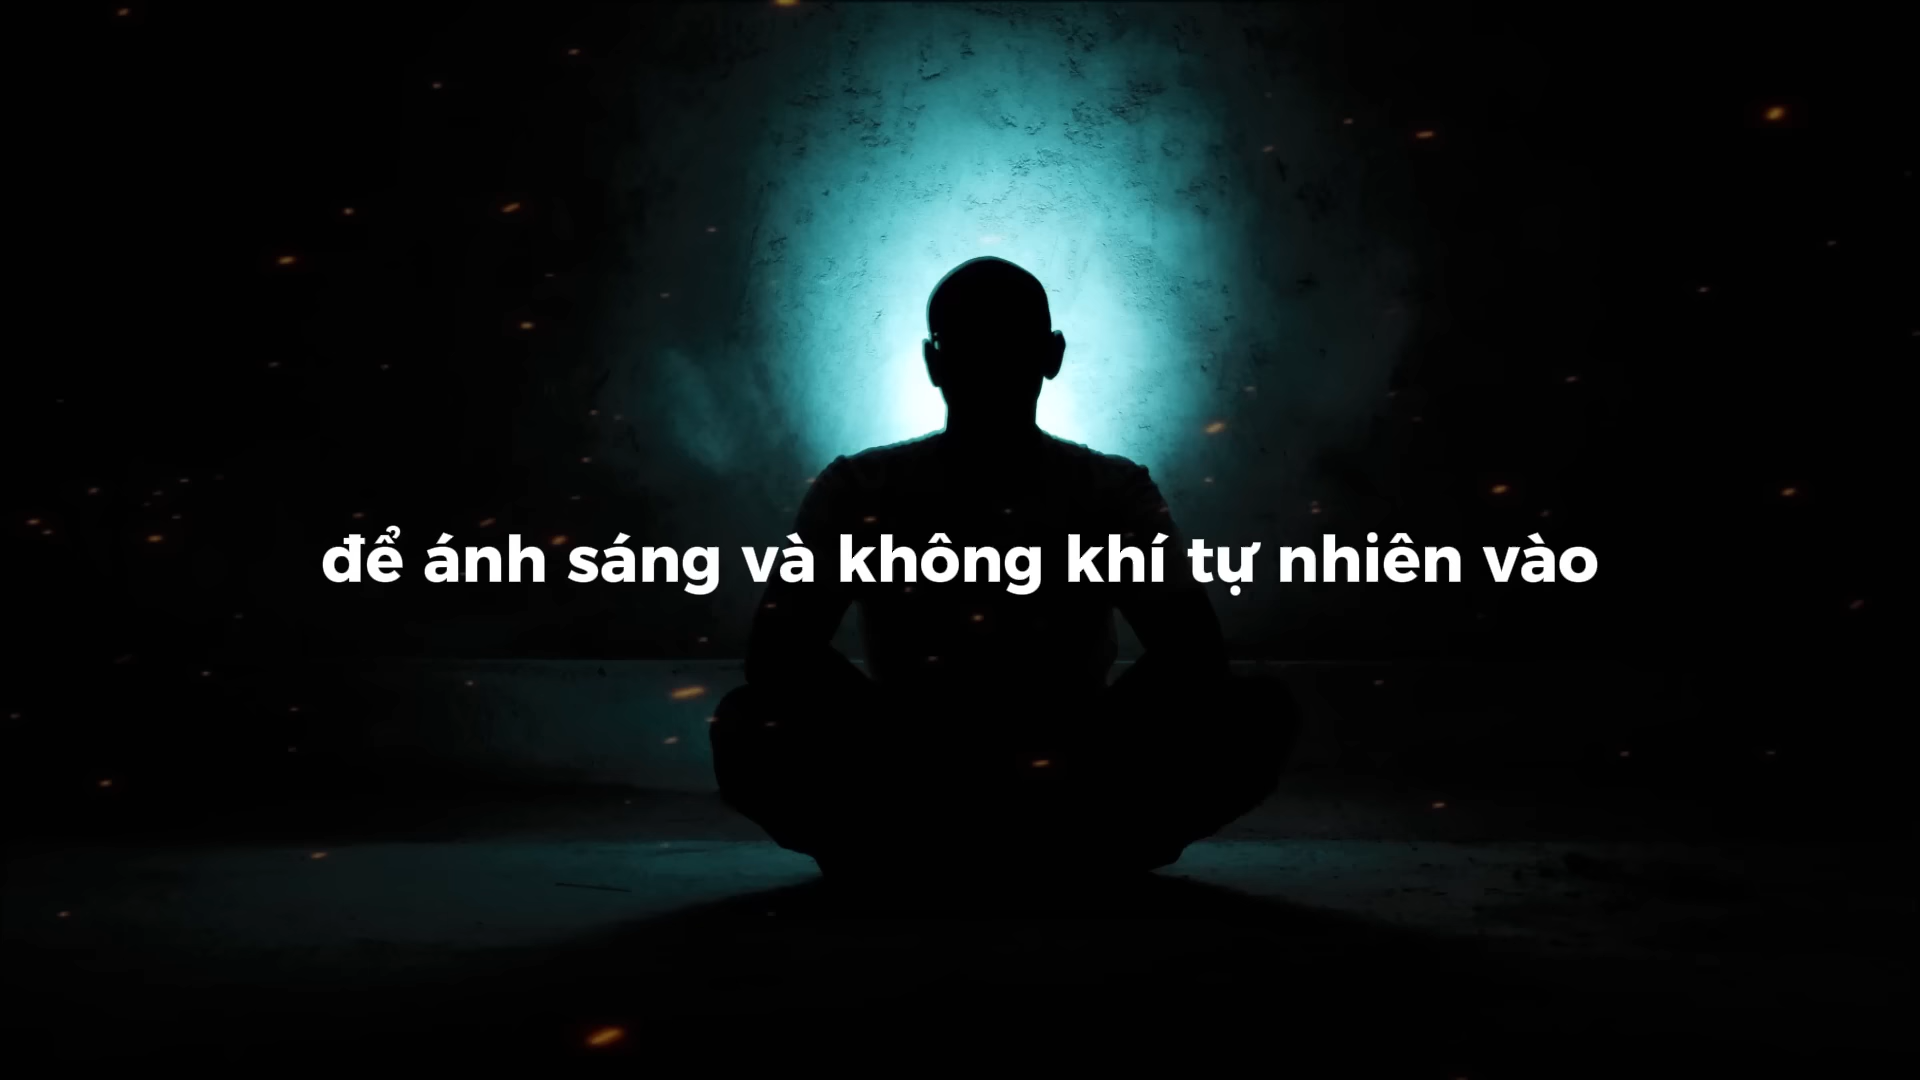 để ánh sáng và không khí tự nhiên vào